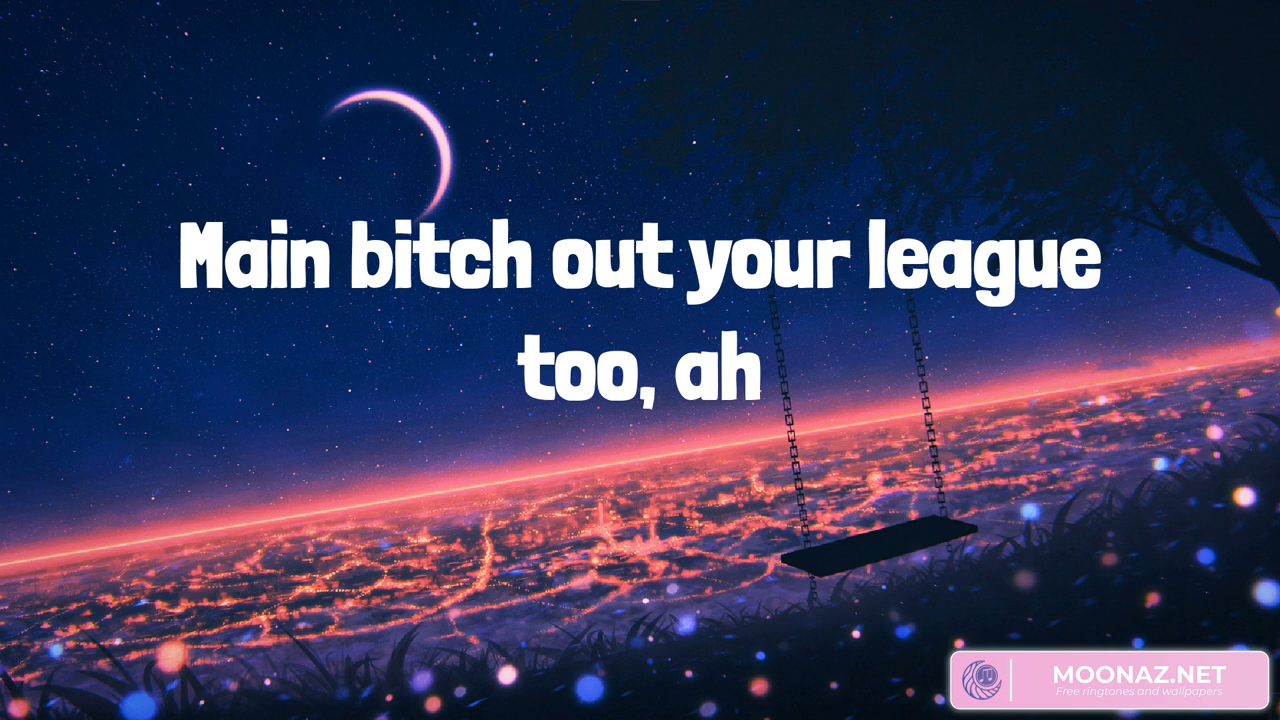 Main bitch out your league
too, ah
MOONAZ.NET
Free ringtones and wallpapers